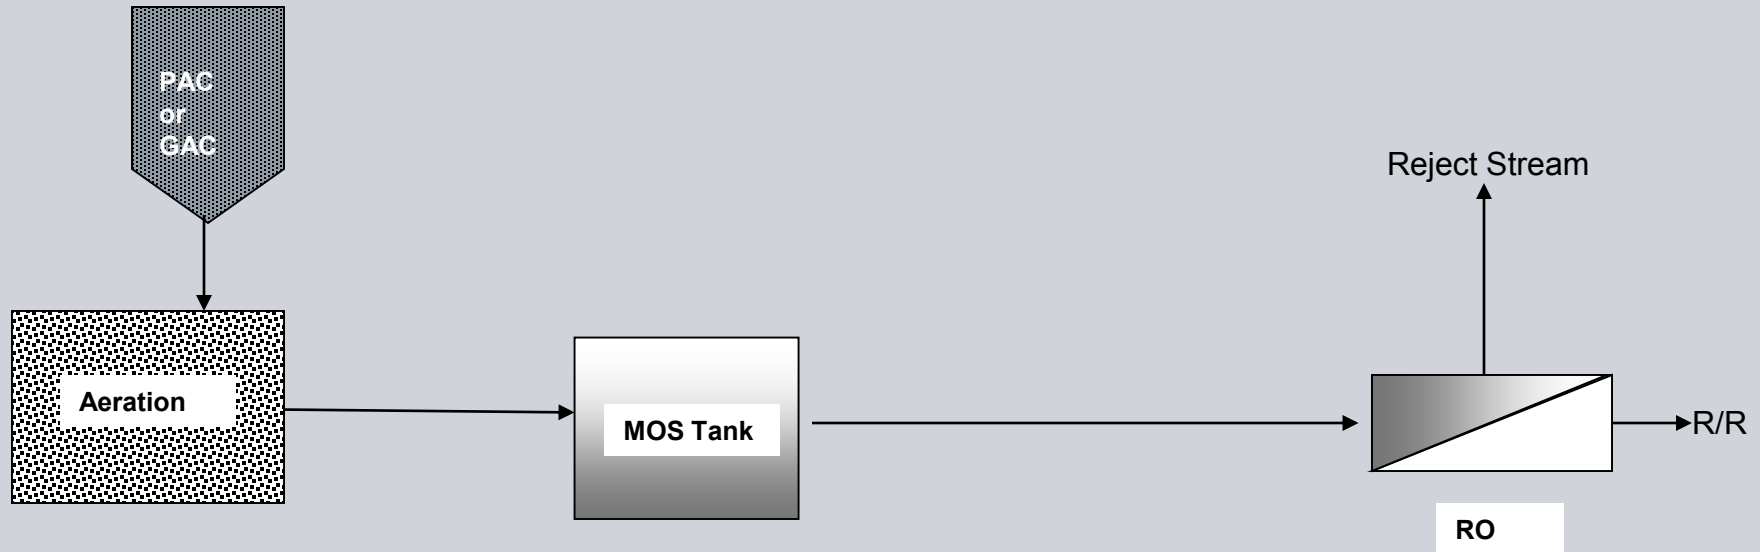 PAC
or
GAC
Reject Stream
Aeration
MOS Tank
R/R
RO